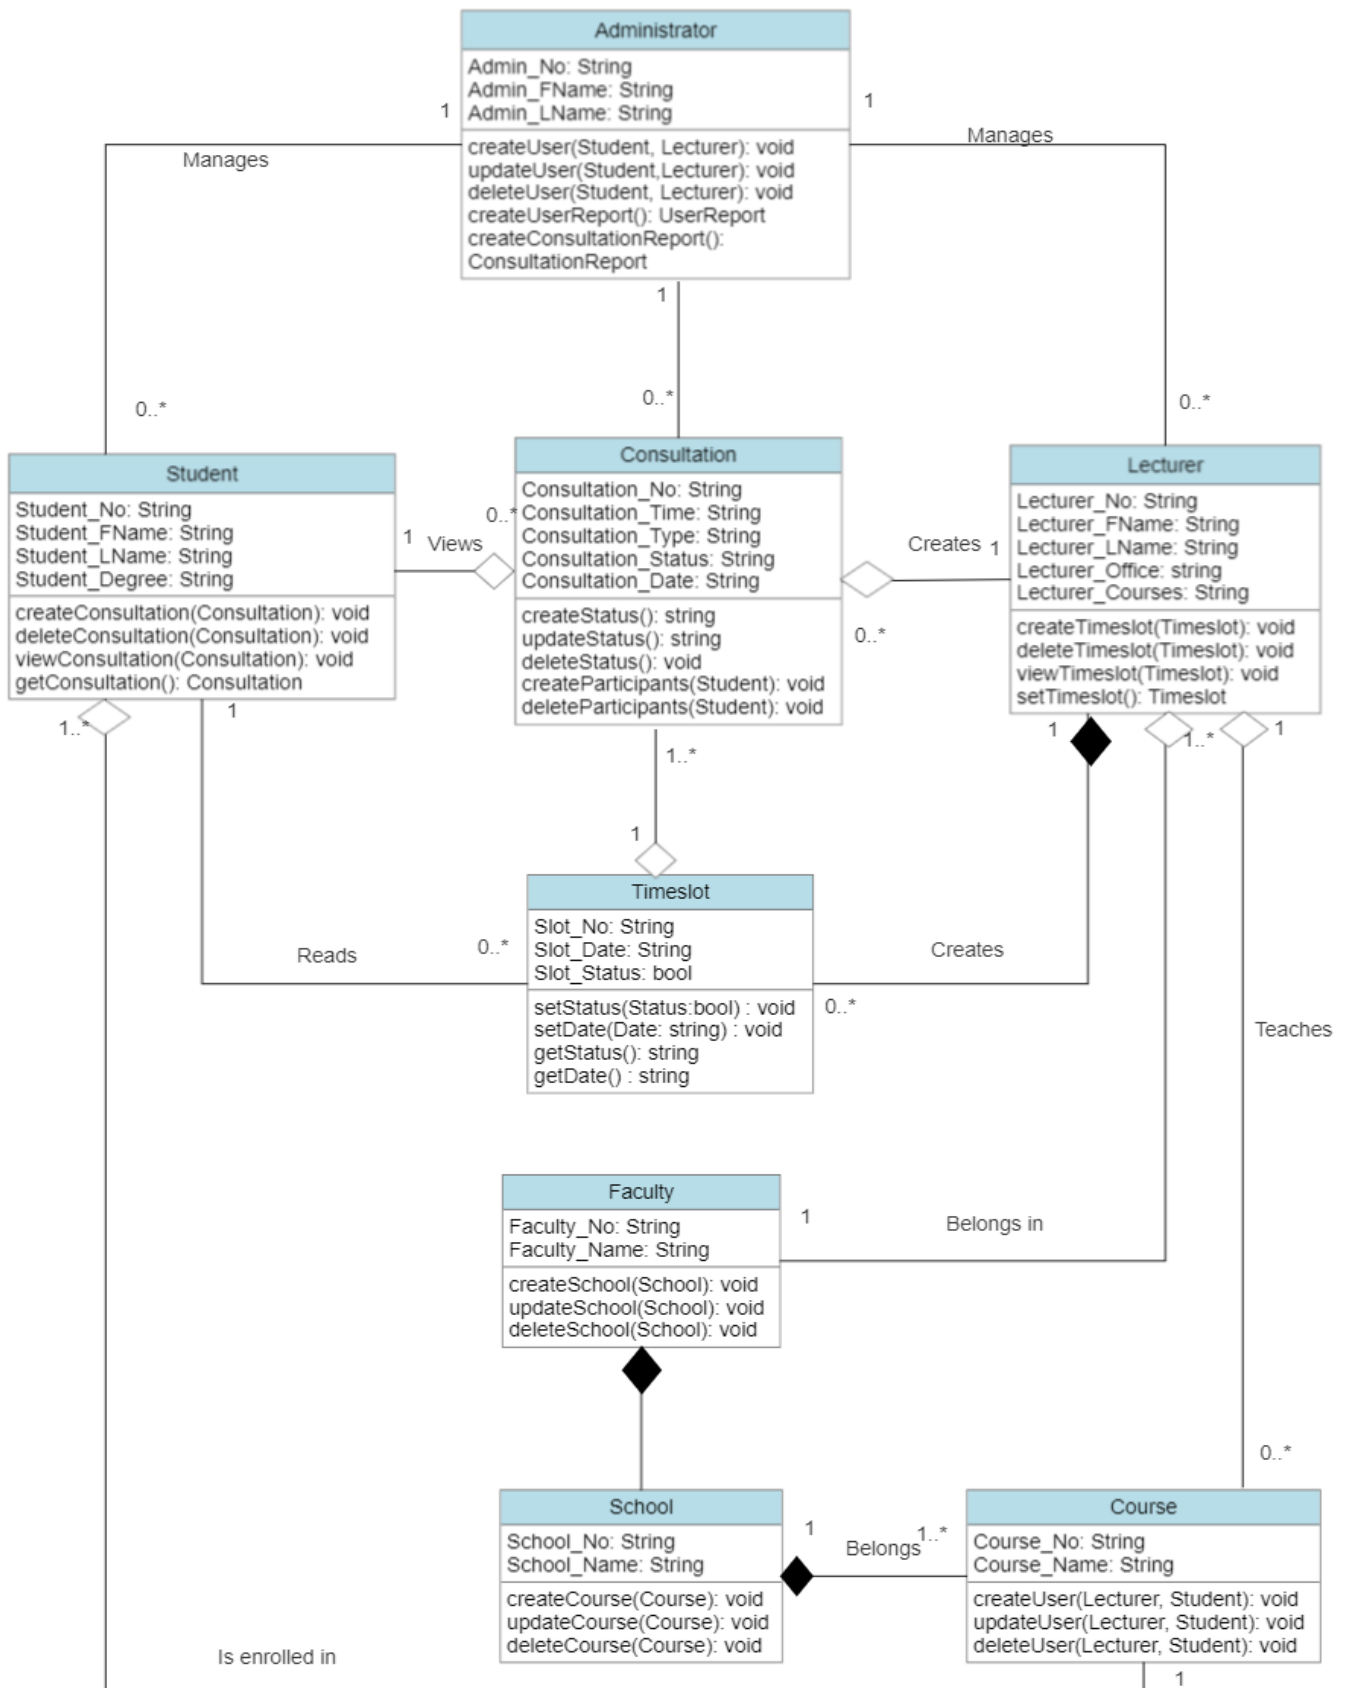 Administrator
Admin_No: String
Admin_FName: String
Admin_LName: String
createUser(Student, Lecturer): void
updateUser(Student,Lecturer): void
deleteUser(Student, Lecturer): void
createUserReport(): UserReport
createConsultationReport():
ConsultationReport
1
Manages
0..*
1
Manages
0..*
1
0..*
Student
Student_No: String
Student_FName: String
Student_LName: String
Student_Degree: String
createConsultation(Consultation): void
deleteConsultation(Consultation): void
viewConsultation(Consultation): void
getConsultation(): Consultation
1
Views
0..*
Consultation
Consultation_No: String
Consultation_Time: String
Consultation_Type: String
Consultation_Status: String
Consultation_Date: String
createStatus(): string
updateStatus(): string
deleteStatus(): void
createParticipants(Student): void
deleteParticipants(Student): void
Creates
1
0..*
Lecturer
Lecturer_No: String
Lecturer_FName: String
Lecturer_LName: String
Lecturer_Office: string
Lecturer_Courses: String
createTimeslot(Timeslot): void
deleteTimeslot(Timeslot): void
viewTimeslot(Timeslot): void
setTimeslot(): Timeslot
1..*
1
1..*
1
1
1..*
1
Timeslot
Slot_No: String
Slot_Date: String
Slot_Status: bool
setStatus(Status:bool) : void
setDate(Date: string) : void
getStatus(): string
getDate() : string
Reads
0..*
Creates
0..*
Teaches
Faculty
Faculty_No: String
Faculty_Name: String
createSchool(School): void
updateSchool(School): void
deleteSchool(School): void
1
Belongs in
0..*
School
School_No: String
School_Name: String
createCourse(Course): void
updateCourse(Course): void
deleteCourse(Course): void
1
Belongs
1..*
Course
Course_No: String
Course_Name: String
createUser(Lecturer, Student): void
updateUser(Lecturer, Student): void
deleteUser(Lecturer, Student): void
Is enrolled in
1